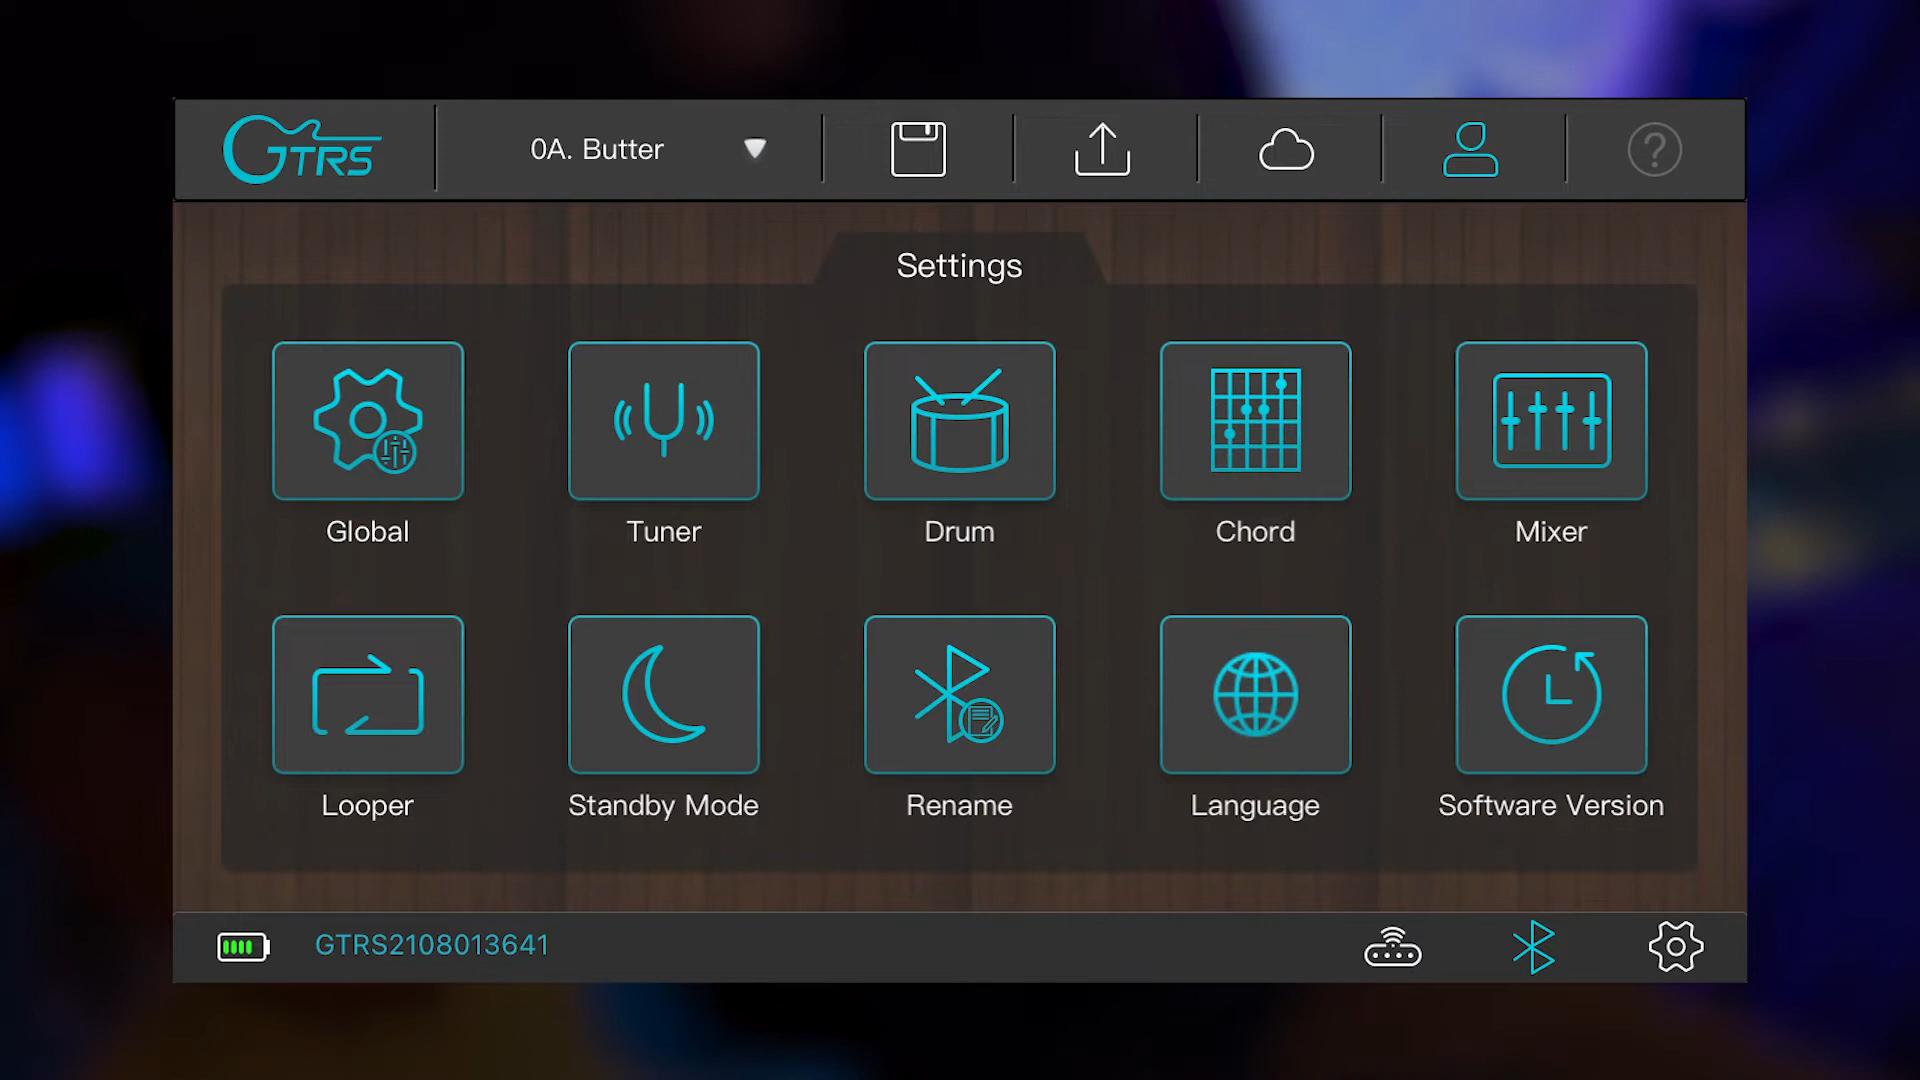 GTRS
0A. Butter
?
Settings
Global
Tuner
Drum
Chord
Mixer
Looper
Standby Mode
Rename
Language
Software Version
GTRS2108013641